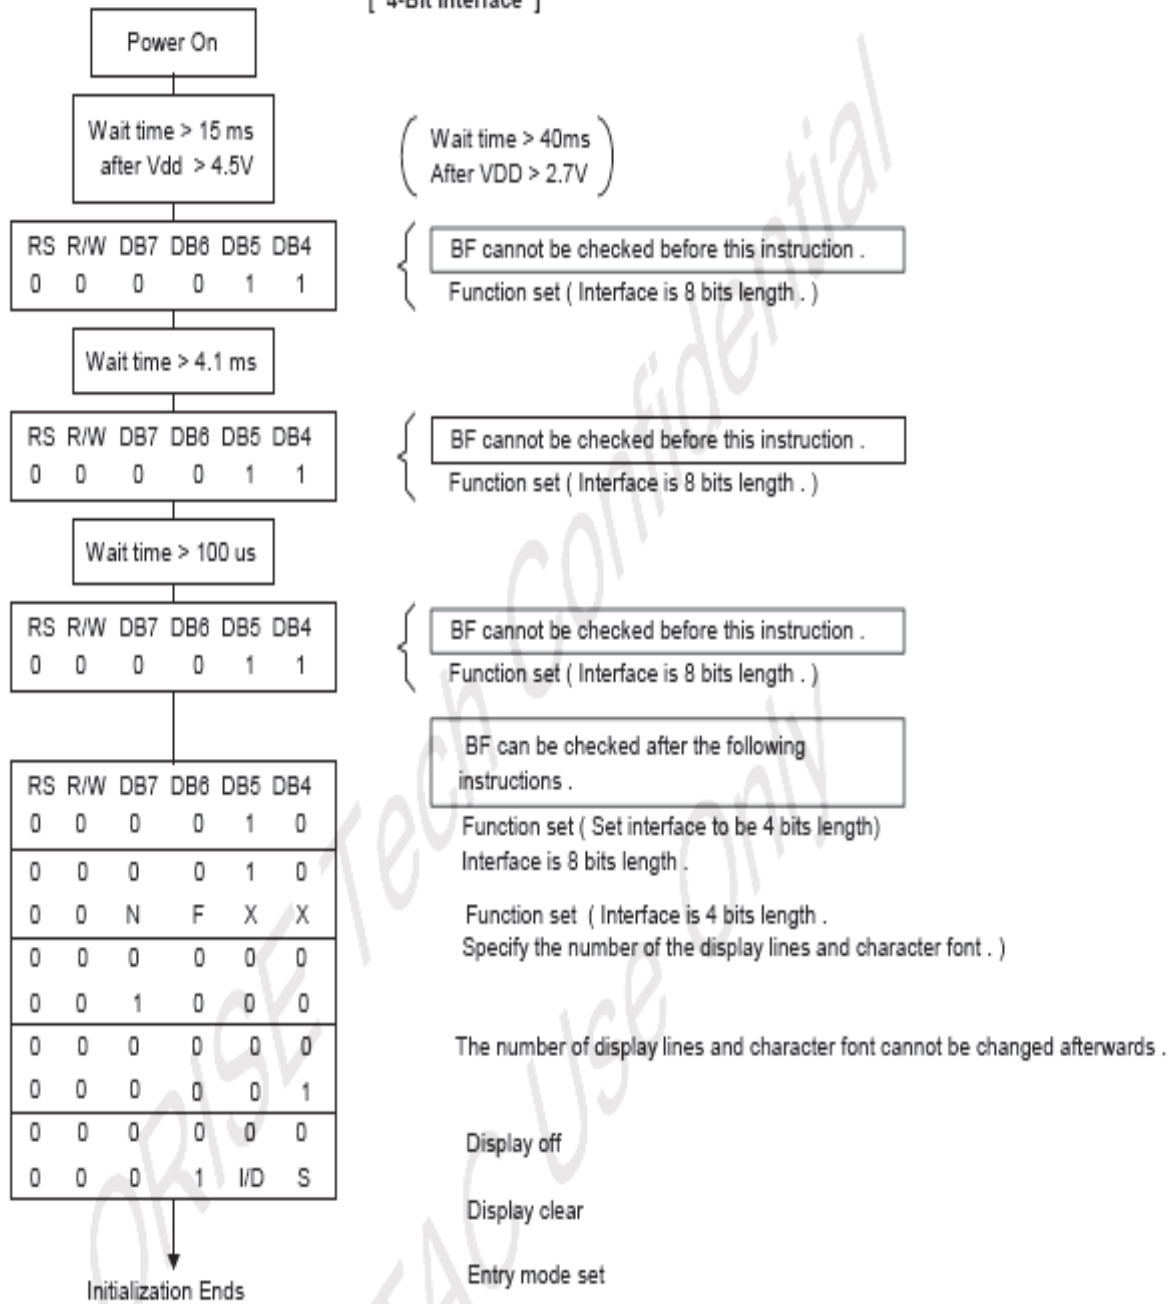 [ 4-Bit Interface ]
Power On
Wait time > 15 ms
after Vdd > 4.5V
Wait time > 40ms
After VDD > 2.7V
RS R/W DB7 DB6 DB5 DB4
0 0 0 0 1 1
BF cannot be checked before this instruction .
Function set ( Interface is 8 bits length . )
Wait time > 4.1 ms
RS R/W DB7 DB6 DB5 DB4
0 0 0 0 1 1
BF cannot be checked before this instruction .
Function set ( Interface is 8 bits length . )
Wait time > 100 us
RS R/W DB7 DB6 DB5 DB4
0 0 0 0 1 1
BF cannot be checked before this instruction .
Function set ( Interface is 8 bits length . )
BF can be checked after the following
instructions .
RS R/W DB7 DB6 DB5 DB4
0 0 0 0 1 0
Function set ( Set interface to be 4 bits length)
Interface is 8 bits length .
0 0 0 0 1 0
0 0 N F X X
Function set ( Interface is 4 bits length .
Specify the number of the display lines and character font . )
0 0 0 0 0 0
0 0 1 0 0 0
0 0 0 0 0 0
The number of display lines and character font cannot be changed afterwards .
0 0 0 0 0 1
0 0 0 0 0 0
Display off
0 0 0 1 I/D S
Display clear
Entry mode set
Initialization Ends
ORISE Tech Confidential
Use Only